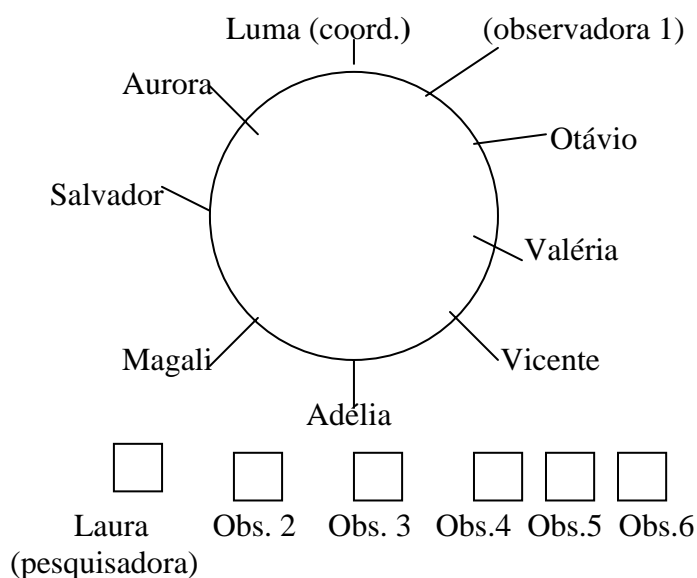 Luma (coord.) (observadora 1)
Aurora
Otávio
Salvador
Valéria
Magali
Vicente
Adélia
Laura Obs. 2 Obs. 3 Obs.4 Obs.5 Obs.6
(pesquisadora)